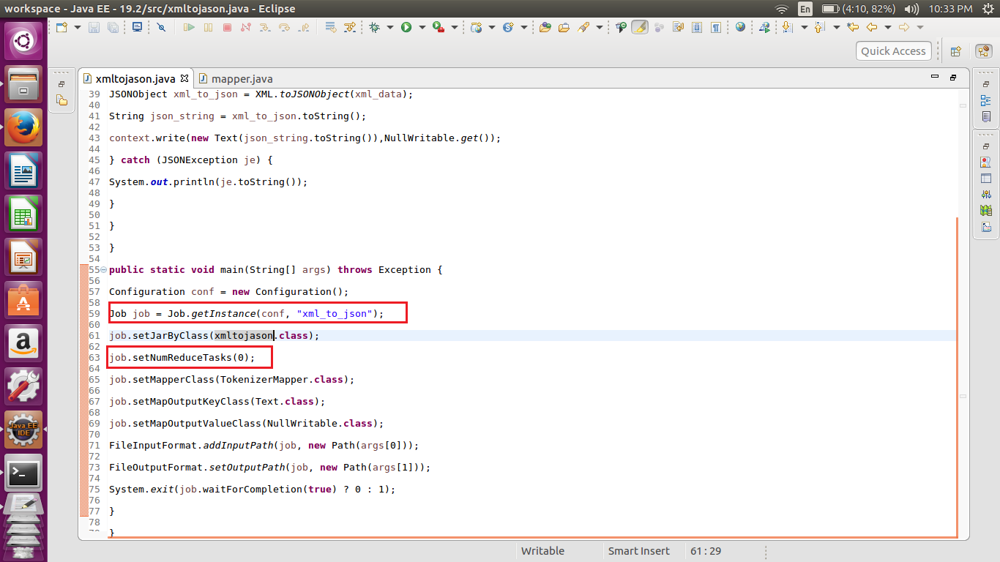 workspace - Java EE - 19.2/src/xmltojason.java - Eclipse
En
(4:10, 82%)
10:33 PM
Quick Access
xmltojason.java
mapper.java
39 JSONObject xml_to_json = XML.toJSONObject(xml_data);
40
41 String json_string = xml_to_json.toString();
42
43 context.write(new Text(json_string.toString()),NullWritable.get());
44
45 } catch (JSONException je) {
46
47 System.out.println(je.toString());
48
49 }
50
51 }
52
53 }
54
55 public static void main(String[] args) throws Exception {
56
57 Configuration conf = new Configuration();
58
59 Job job = Job.getInstance(conf, "xml_to_json");
60
61 job.setJarByClass(xmltojason.class);
62
63 job.setNumReduceTasks(0);
64
65 job.setMapperClass(TokenizerMapper.class);
66
67 job.setMapOutputKeyClass(Text.class);
68
69 job.setMapOutputValueClass(NullWritable.class);
70
71 FileInputFormat.addInputPath(job, new Path(args[0]));
72
73 FileOutputFormat.setOutputPath(job, new Path(args[1]));
74
75 System.exit(job.waitForCompletion(true) ? 0 : 1);
76
77 }
78
}
Java EE
IDE
Writable
Smart Insert
61 : 29